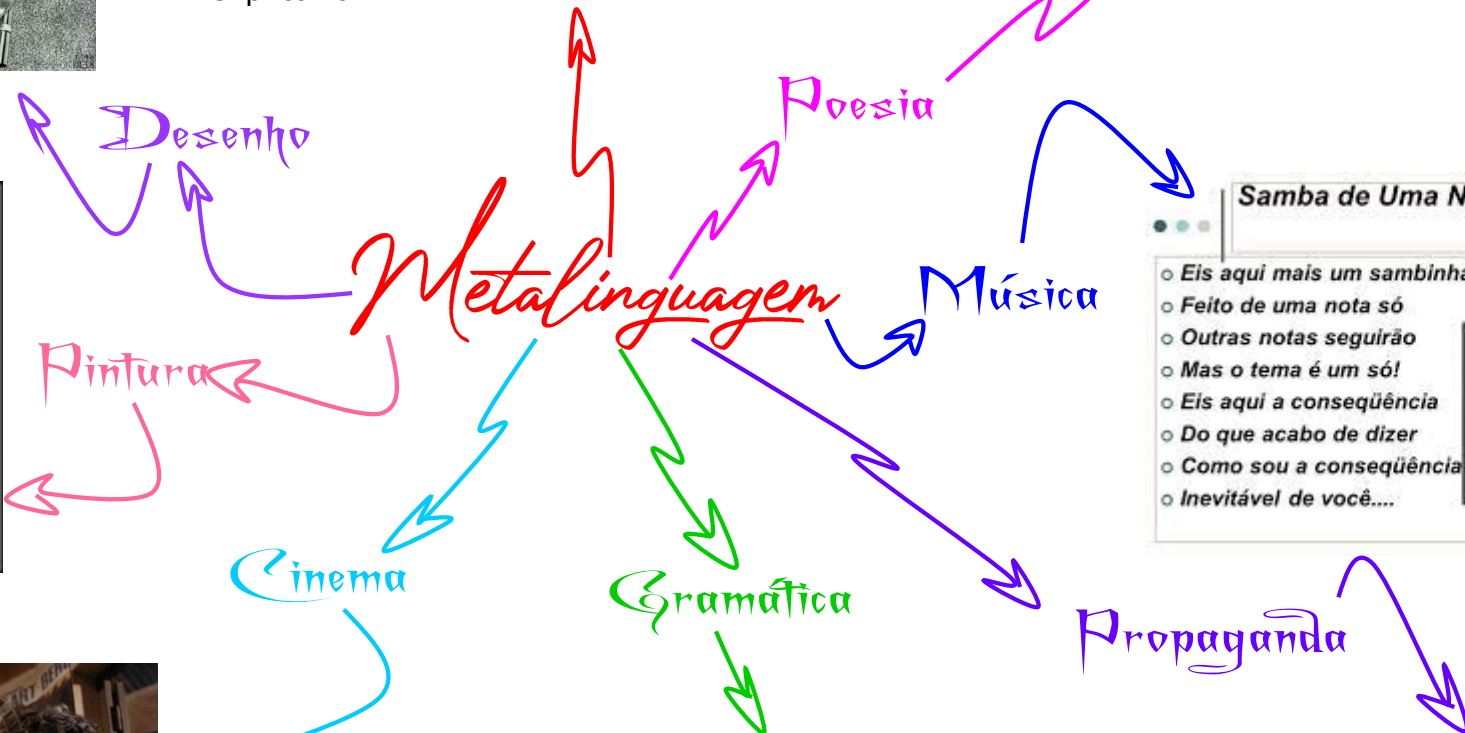 Poesia
Desenho
Metalinguagem
Música
Pintura
Cinema
Gramática
Propaganda
Samba de Uma N
Eis aqui mais um sambinha
Feito de uma nota só
Outras notas seguirão
Mas o tema é um só!
Eis aqui a conseqüência
Do que acabo de dizer
Como sou a conseqüência
Inevitável de você....